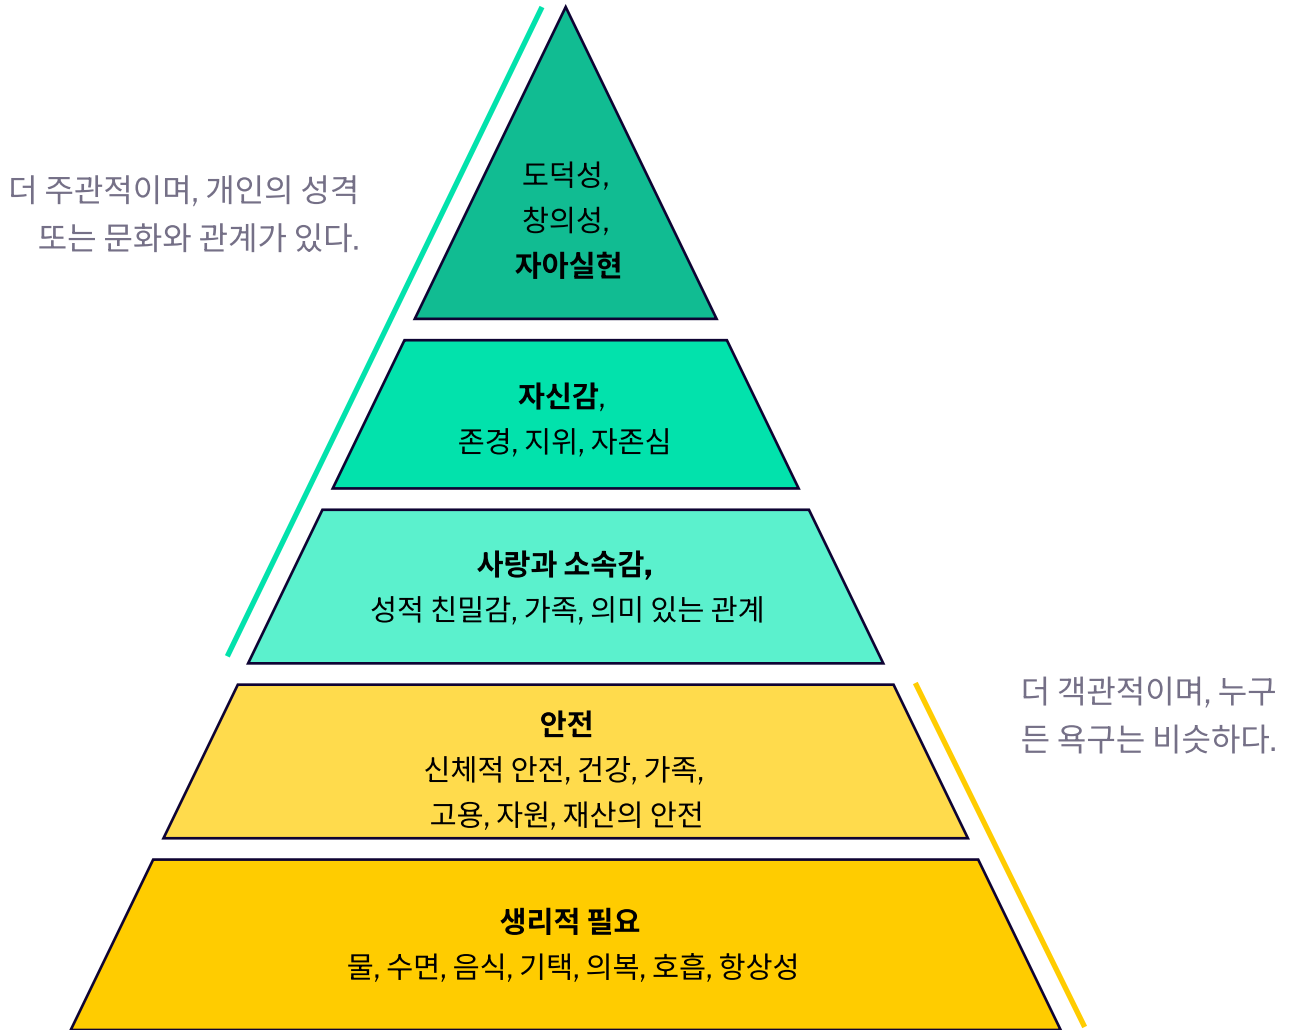 더 주관적이며, 개인의 성격
또는 문화와 관계가 있다.
도덕성,
창의성,
자아실현
자신감,
존경, 지위, 자존심
사랑과 소속감,
성적 친밀감, 가족, 의미 있는 관계
더 객관적이며, 누구
든 욕구는 비슷하다.
안전
신체적 안전, 건강, 가족,
고용, 자원, 재산의 안전
생리적 필요
물, 수면, 음식, 기택, 의복, 호흡, 항상성